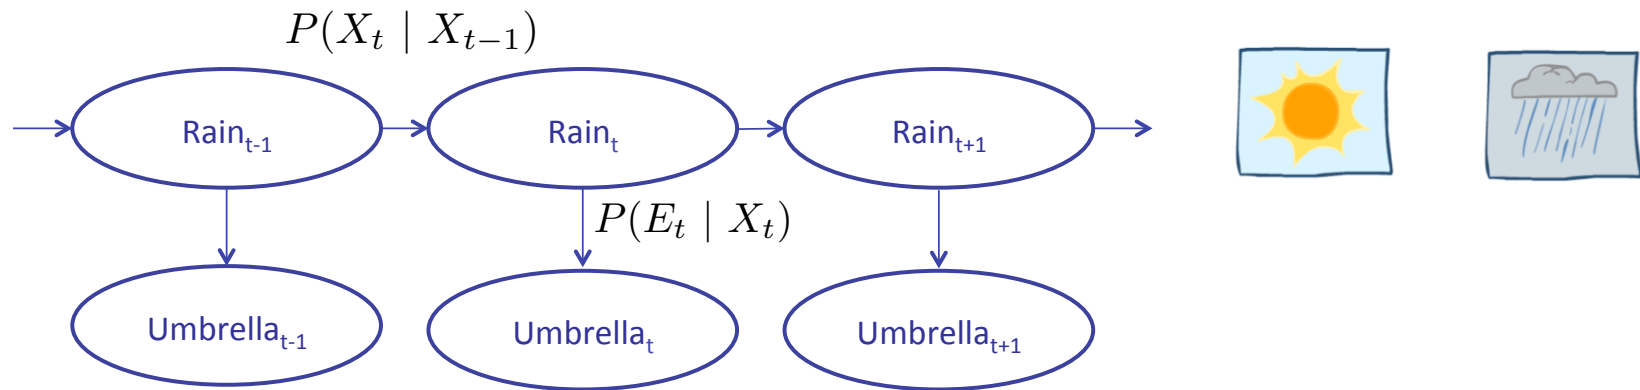 P(X_t | X_{t-1})
Rain_{t-1}
Rain_t
Rain_{t+1}
P(E_t | X_t)
Umbrella_{t-1}
Umbrella_t
Umbrella_{t+1}